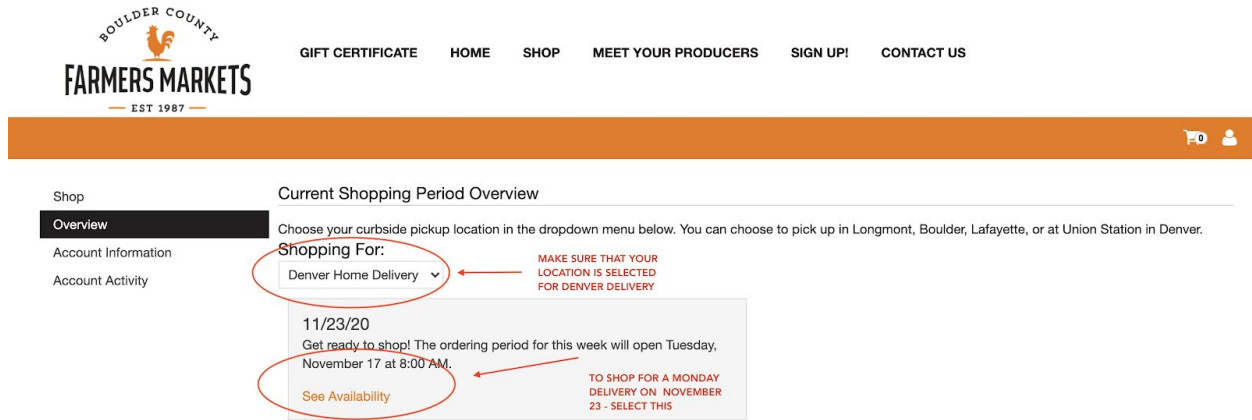 BOULDER COUNTY
FARMERS MARKETS
EST 1987
GIFT CERTIFICATE HOME SHOP MEET YOUR PRODUCERS SIGN UP! CONTACT US
0
Shop
Overview
Account Information
Account Activity
Current Shopping Period Overview
Choose your curbside pickup location in the dropdown menu below. You can choose to pick up in Longmont, Boulder, Lafayette, or at Union Station in Denver.
Shopping For:
Denver Home Delivery
MAKE SURE THAT YOUR
LOCATION IS SELECTED
FOR DENVER DELIVERY
11/23/20
Get ready to shop! The ordering period for this week will open Tuesday,
November 17 at 8:00 AM.
See Availability
TO SHOP FOR A MONDAY
DELIVERY ON NOVEMBER
23 - SELECT THIS